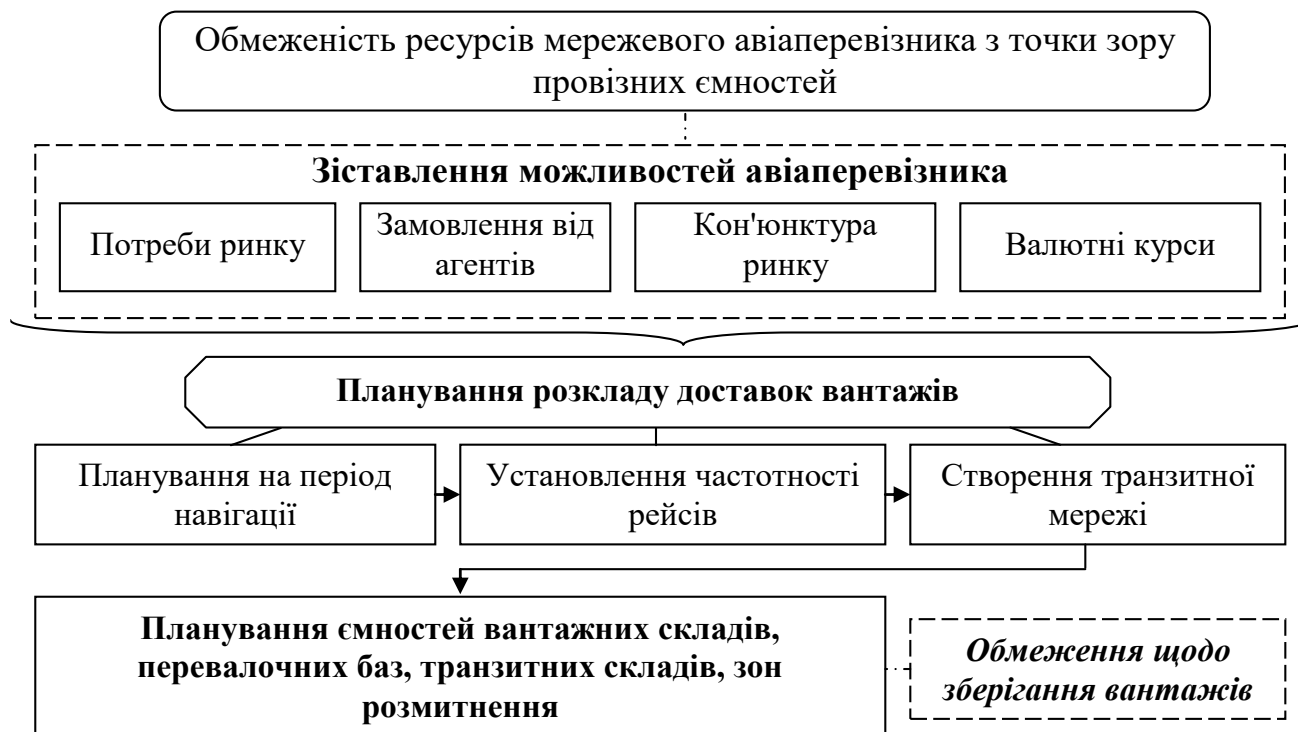 Обмеженість ресурсів мережевого авіаперевізника з точки зору
провізних ємностей
Зіставлення можливостей авіаперевізника
Потреби ринку
Замовлення від
агентів
Кон'юнктура
ринку
Валютні курси
Планування розкладу доставок вантажів
Планування на період
навігації
Установлення частотності
рейсів
Створення транзитної
мережі
Планування ємностей вантажних складів,
перевалочних баз, транзитних складів, зон
розмитнення
Обмеження щодо
зберігання вантажів